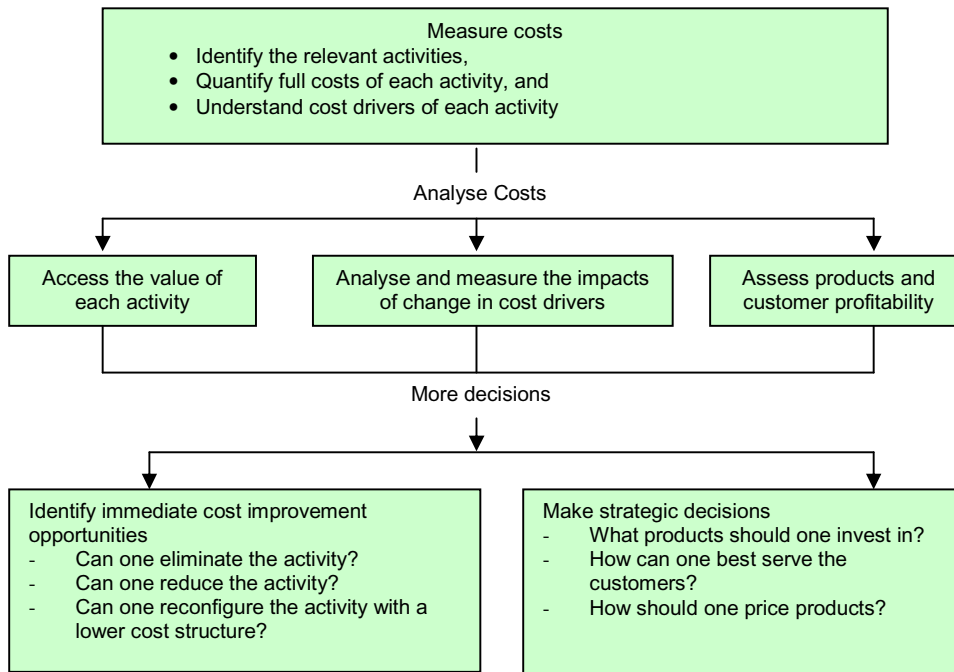 Measure costs
• Identify the relevant activities,
• Quantify full costs of each activity, and
• Understand cost drivers of each activity
Analyse Costs
Access the value of
each activity
Analyse and measure the impacts
of change in cost drivers
Assess products and
customer profitability
More decisions
Identify immediate cost improvement
opportunities
- Can one eliminate the activity?
- Can one reduce the activity?
- Can one reconfigure the activity with a
lower cost structure?
Make strategic decisions
- What products should one invest in?
- How can one best serve the
customers?
- How should one price products?